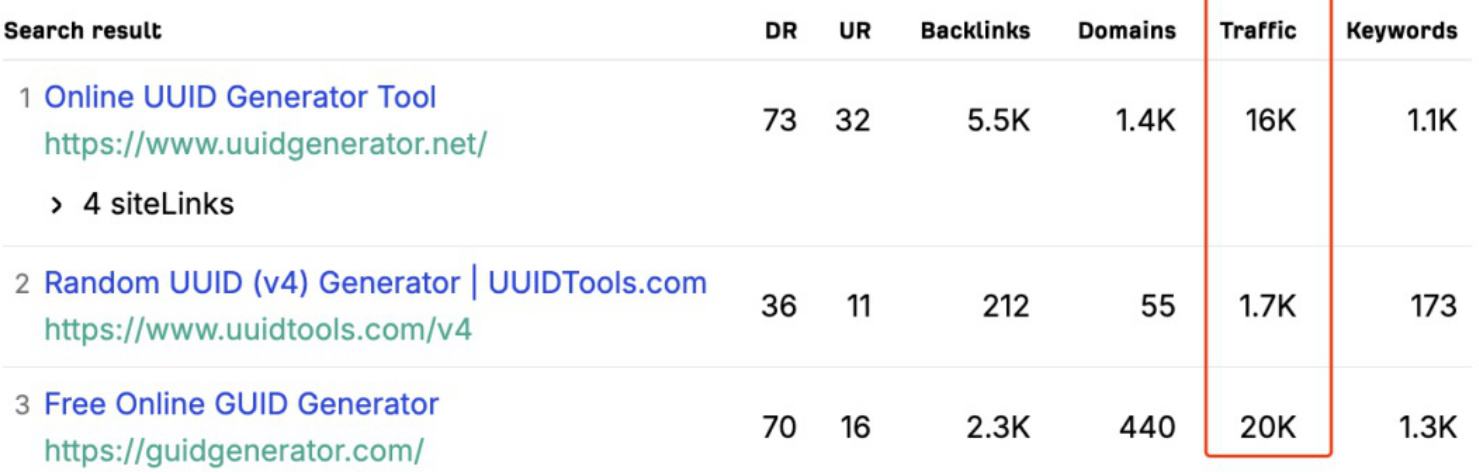 Search result DR UR Backlinks Domains Traffic Keywords
1 Online UUID Generator Tool 73 32 5.5K 1.4K 16K 1.1K
https://www.uuidgenerator.net/
> 4 siteLinks
2 Random UUID (v4) Generator | UUIDTools.com 36 11 212 55 1.7K 173
https://www.uuidtools.com/v4
3 Free Online GUID Generator 70 16 2.3K 440 20K 1.3K
https://guidgenerator.com/